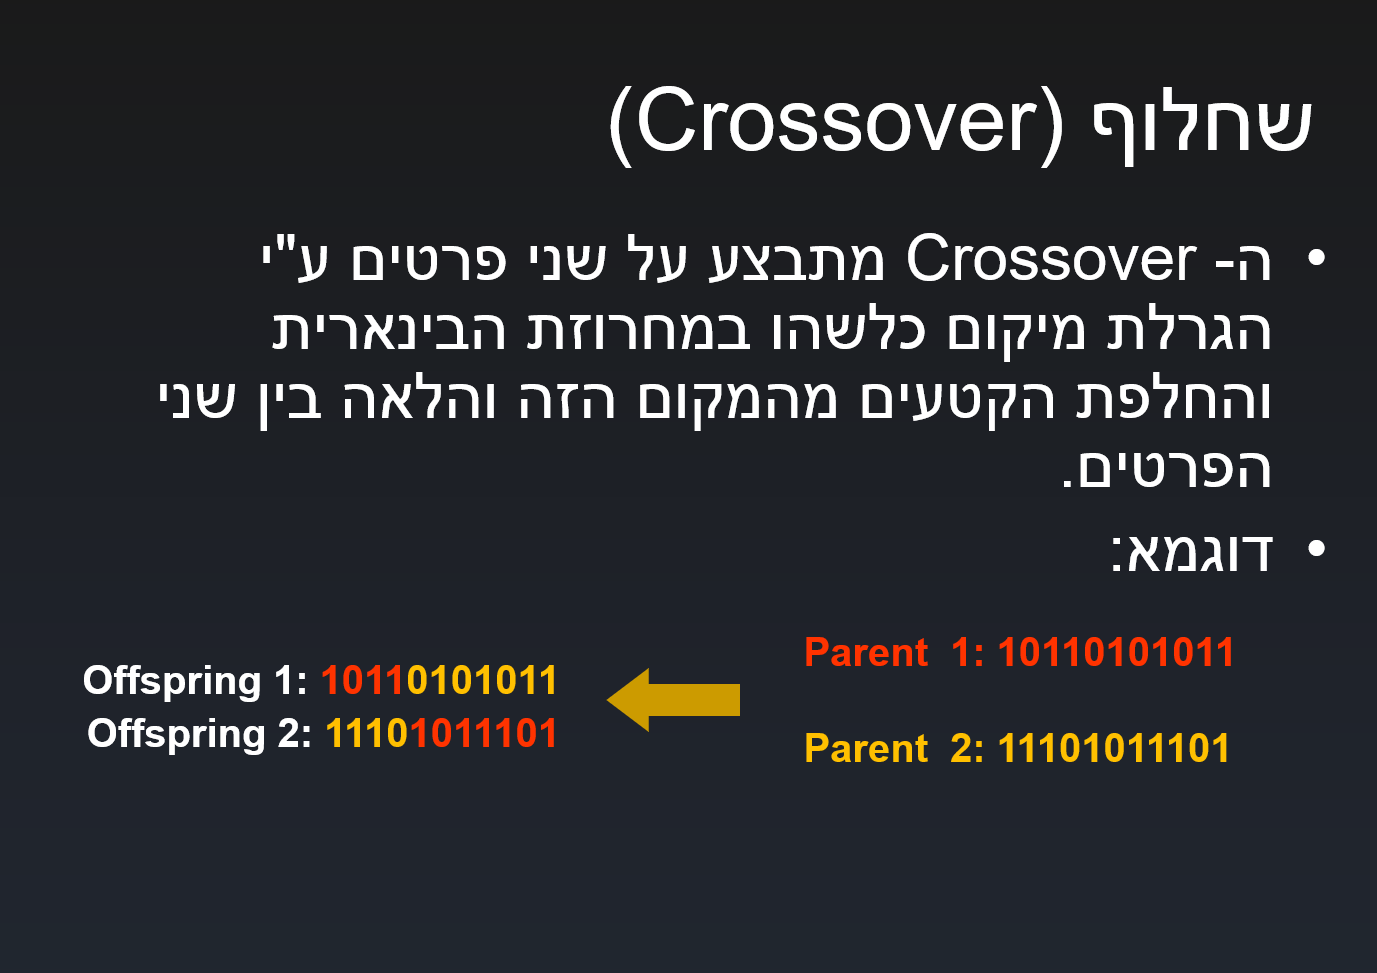 שחלוף (Crossover)
• ה- Crossover מתבצע על שני פרטים ע"י
הגרלת מיקום כלשהו במחרוזת הבינארית
והחלפת הקטעים מהמקום הזה והלאה בין שני
הפרטים.
• דוגמא:
Parent  1: 10110101011
Parent  2: 11101011101
Offspring 1: 10110101011
Offspring 2: 11101011101